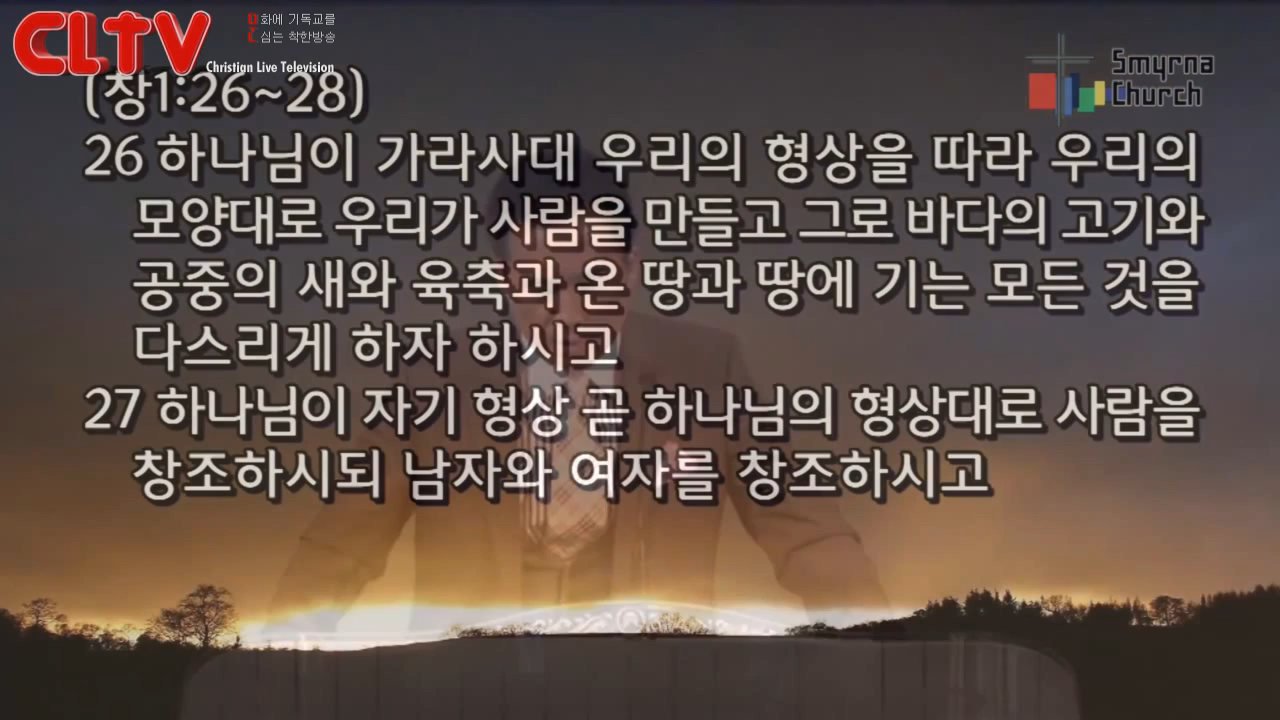 CLTV
문화에 기독교를
심는 착한방송
Christian Live Television
Smyrna
Church
(창1:26~28)
26 하나님이 가라사대 우리의 형상을 따라 우리의
모양대로 우리가 사람을 만들고 그로 바다의 고기와
공중의 새와 육축과 온 땅과 땅에 기는 모든 것을
다스리게 하자 하시고
27 하나님이 자기 형상 곧 하나님의 형상대로 사람을
창조하시되 남자와 여자를 창조하시고